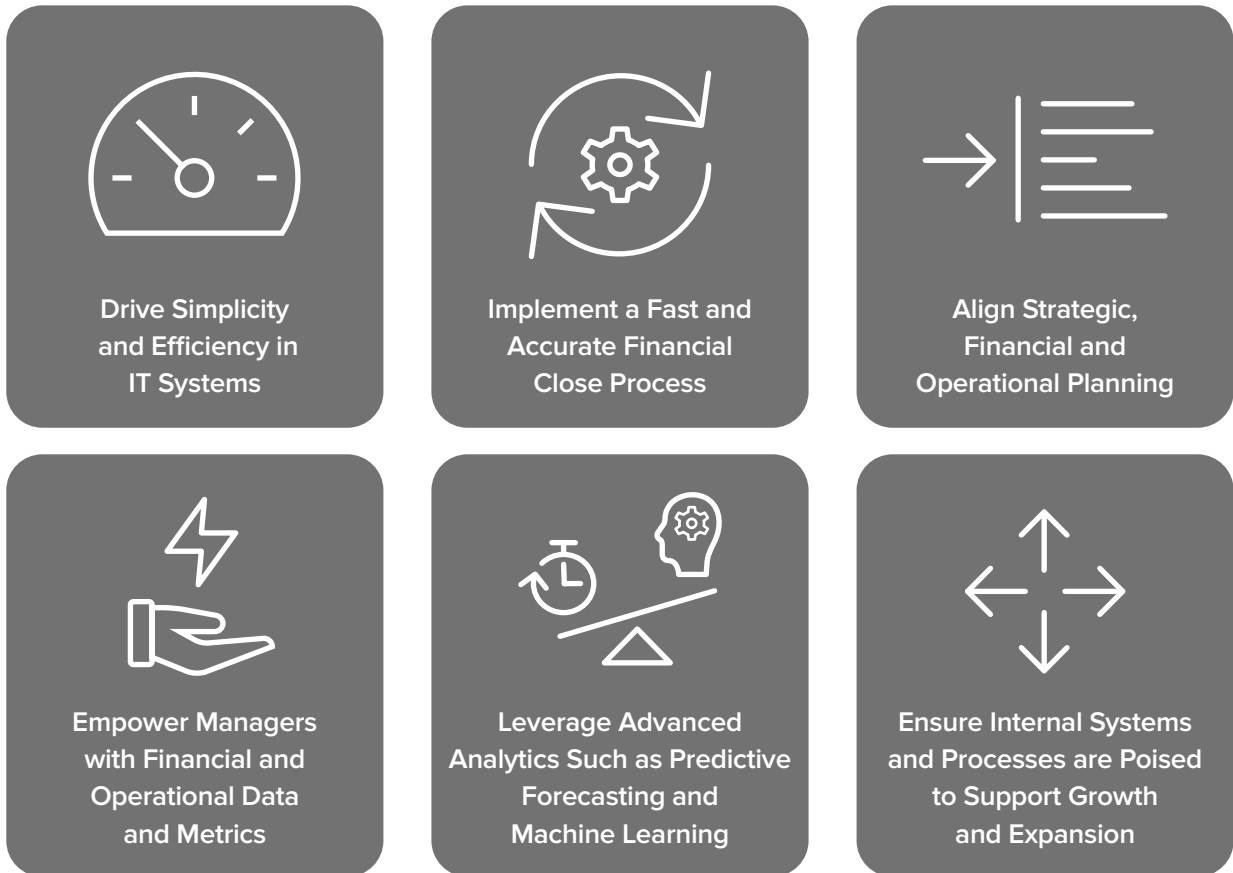 Drive Simplicity
and Efficiency in
IT Systems
Implement a Fast and
Accurate Financial
Close Process
Align Strategic,
Financial and
Operational Planning
Empower Managers
with Financial and
Operational Data
and Metrics
Leverage Advanced
Analytics Such as Predictive
Forecasting and
Machine Learning
Ensure Internal Systems
and Processes are Poised
to Support Growth
and Expansion